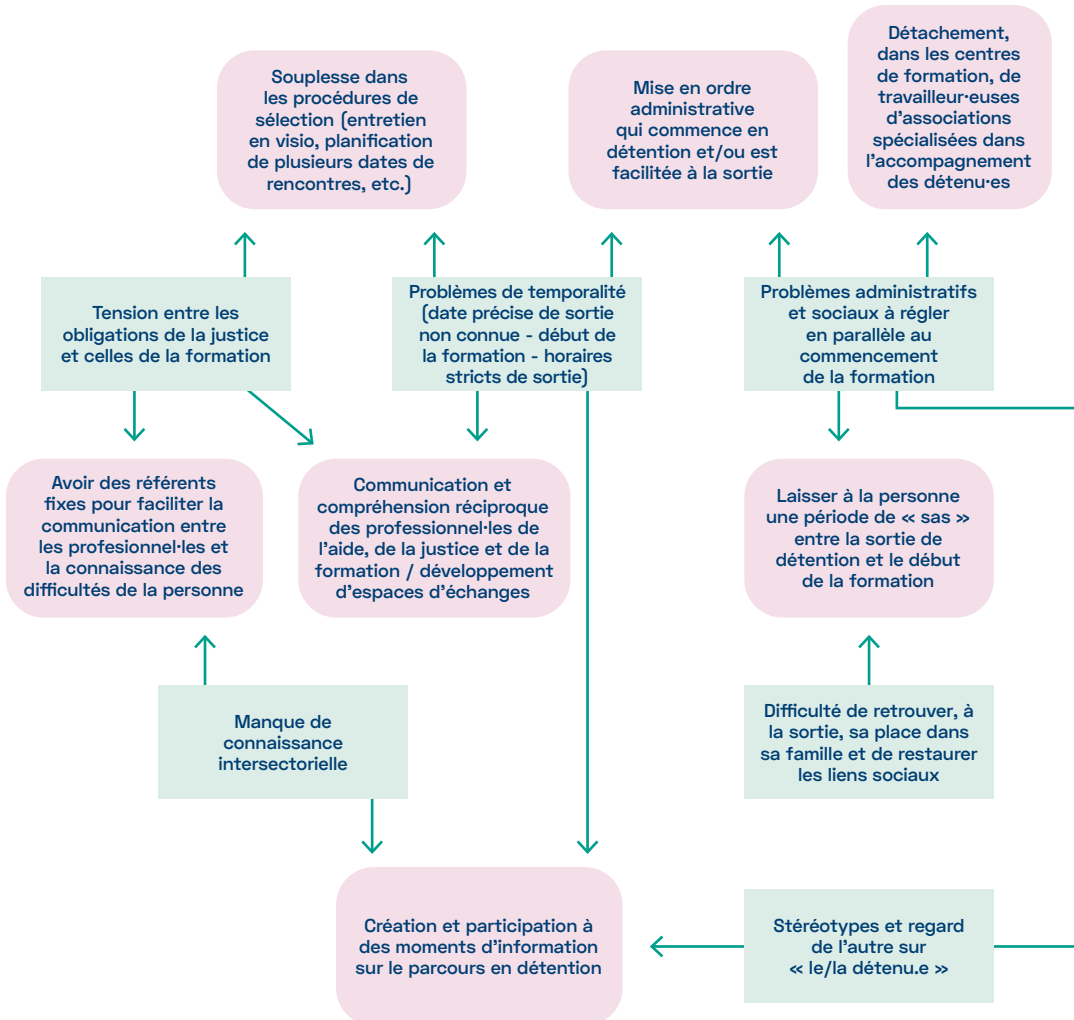 Souplesse dans
les procédures de
sélection (entretien
en visio, planification
de plusieurs dates de
rencontres, etc.)
Mise en ordre
administrative
qui commence en
détention et/ou est
facilitée à la sortie
Détachement,
dans les centres
de formation, de
travailleur·euses
d'associations
spécialisées dans
l'accompagnement
des détenu·es
Tension entre les
obligations de la justice
et celles de la formation
Problèmes de temporalité
(date précise de sortie
non connue - début de
la formation - horaires
stricts de sortie)
Problèmes administratifs
et sociaux à régler
en parallèle au
commencement
de la formation
Avoir des référents
fixes pour faciliter la
communication entre
les profesionnel·les et
la connaissance des
difficultés de la personne
Communication et
compréhension réciproque
des professionnel·les de
l'aide, de la justice et de la
formation / développement
d'espaces d'échanges
Laisser à la personne
une période de « sas »
entre la sortie de
détention et le début
de la formation
Manque de
connaissance
intersectorielle
Difficulté de retrouver, à
la sortie, sa place dans
sa famille et de restaurer
les liens sociaux
Création et participation à
des moments d'information
sur le parcours en détention
Stéréotypes et regard
de l'autre sur
« le/la détenu.e »